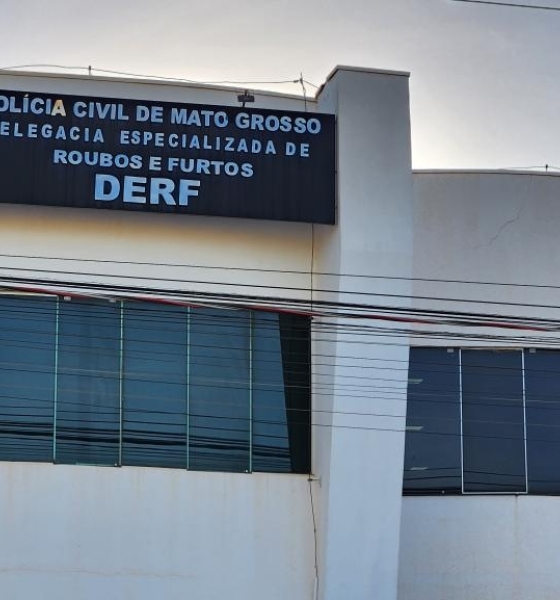 OLÍCIA CIVIL DE MATO GROSSO
ELEGACIA ESPECIALIZADA DE
ROUBOS E FURTOS
DERF